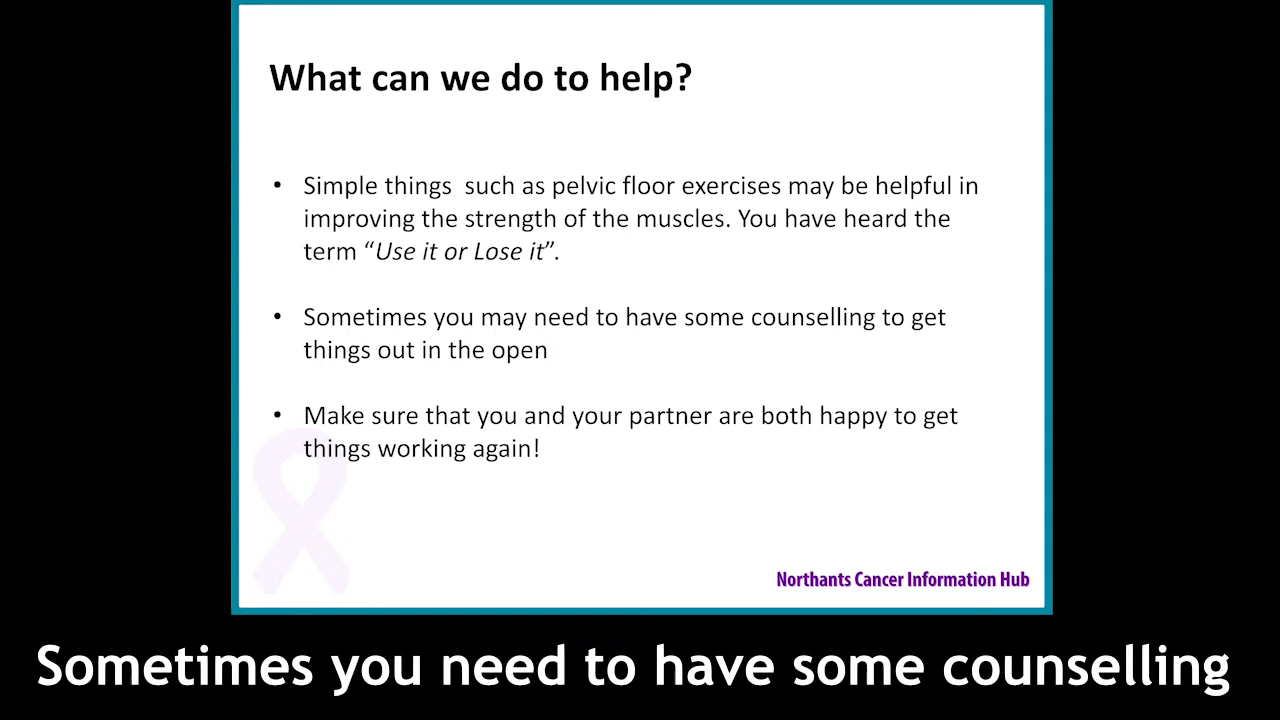 What can we do to help?
• Simple things  such as pelvic floor exercises may be helpful in
improving the strength of the muscles. You have heard the
term “Use it or Lose it”.
• Sometimes you may need to have some counselling to get
things out in the open
• Make sure that you and your partner are both happy to get
things working again!
Northants Cancer Information Hub
Sometimes you need to have some counselling